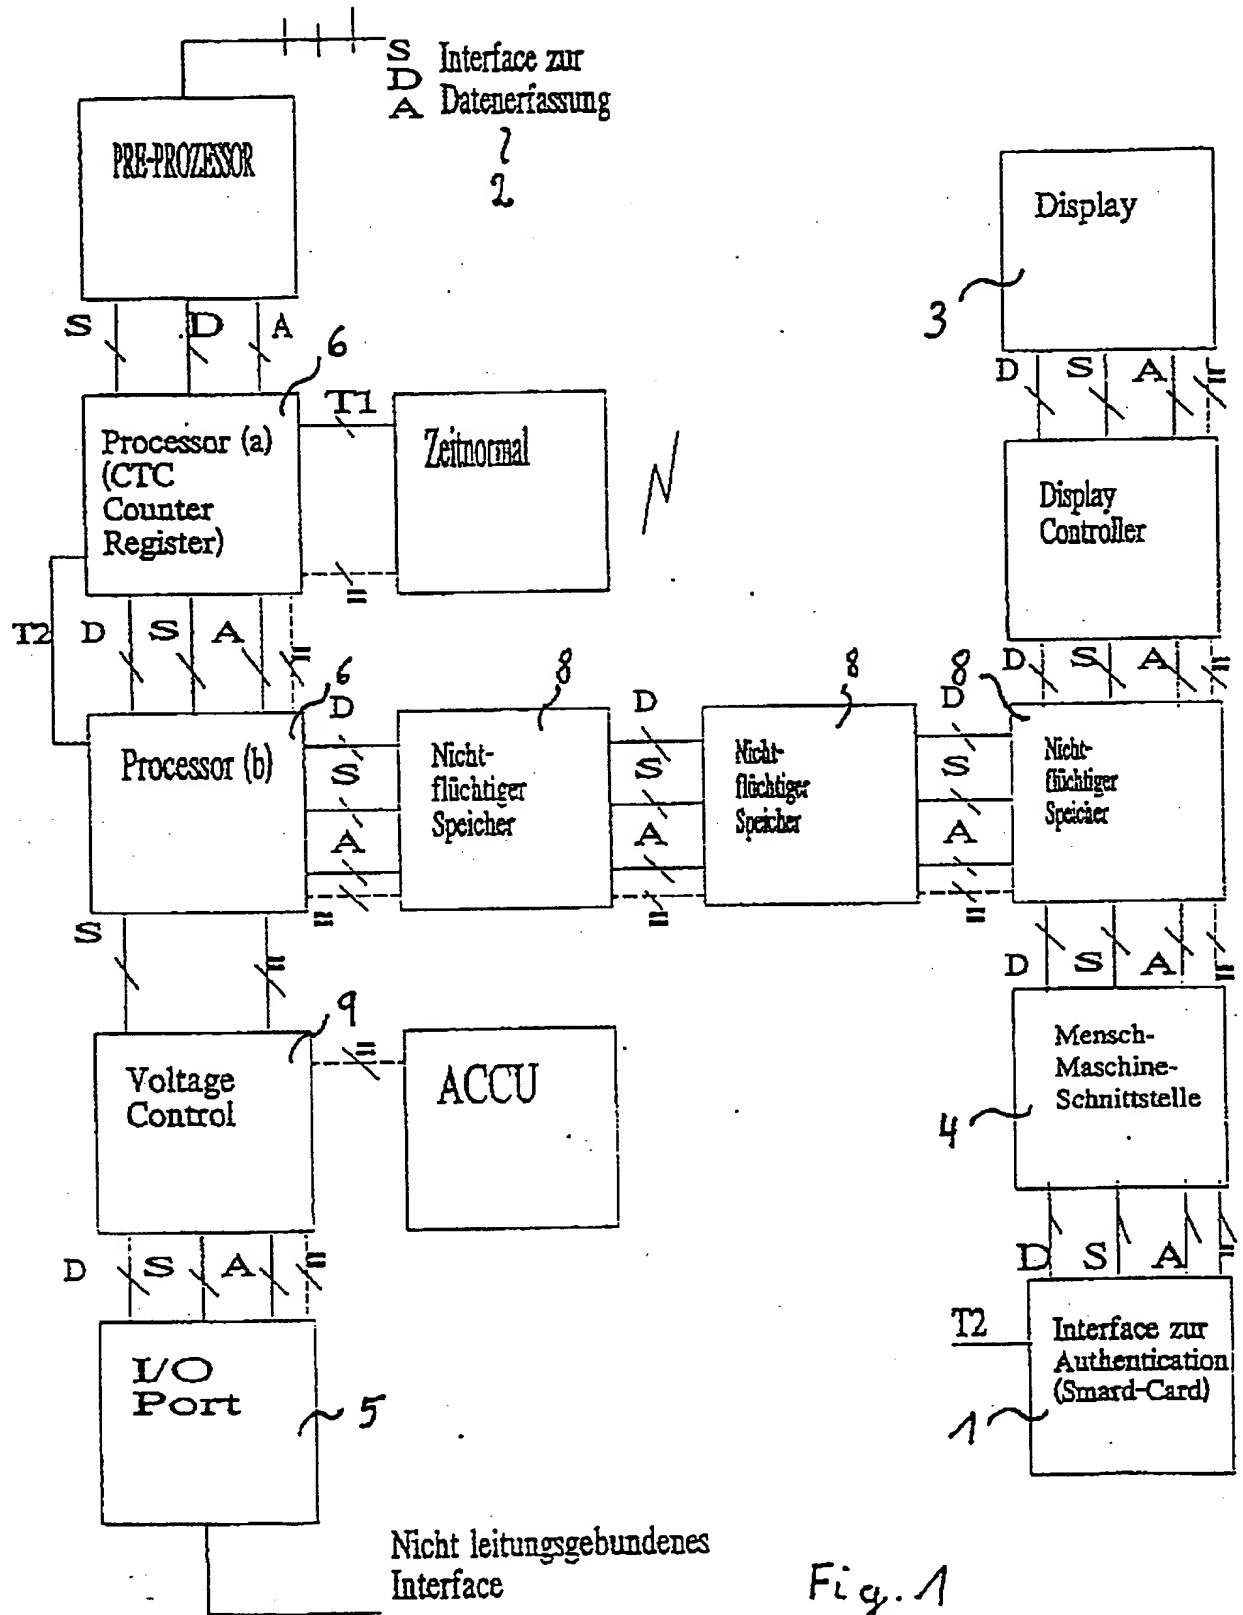 S Interface zur
D Datenerfassung
A
2
PRE-PROZESSOR
S D A
6
Processor (a)
(CTC
Counter
Register)
T1
Zeitnormal
N
T2
D S A =
=
6
Processor (b)
D
S
A
=
8
Nicht-
flüchtiger
Speicher
D
S
A
=
8
Nicht-
flüchtiger
Speicher
D
S
A
=
8
Nicht-
flüchtiger
Speicher
S =
9
Voltage
Control
=
ACCU
D S A =
I/O
Port
5
Nicht leitungsgebundenes
Interface
Display
3
D S A =
Display
Controller
D S A =
D S A =
Mensch-
Maschine-
Schnittstelle
4
D S A =
T2
Interface zur
Authentication
(Smard-Card)
1
Fig. 1